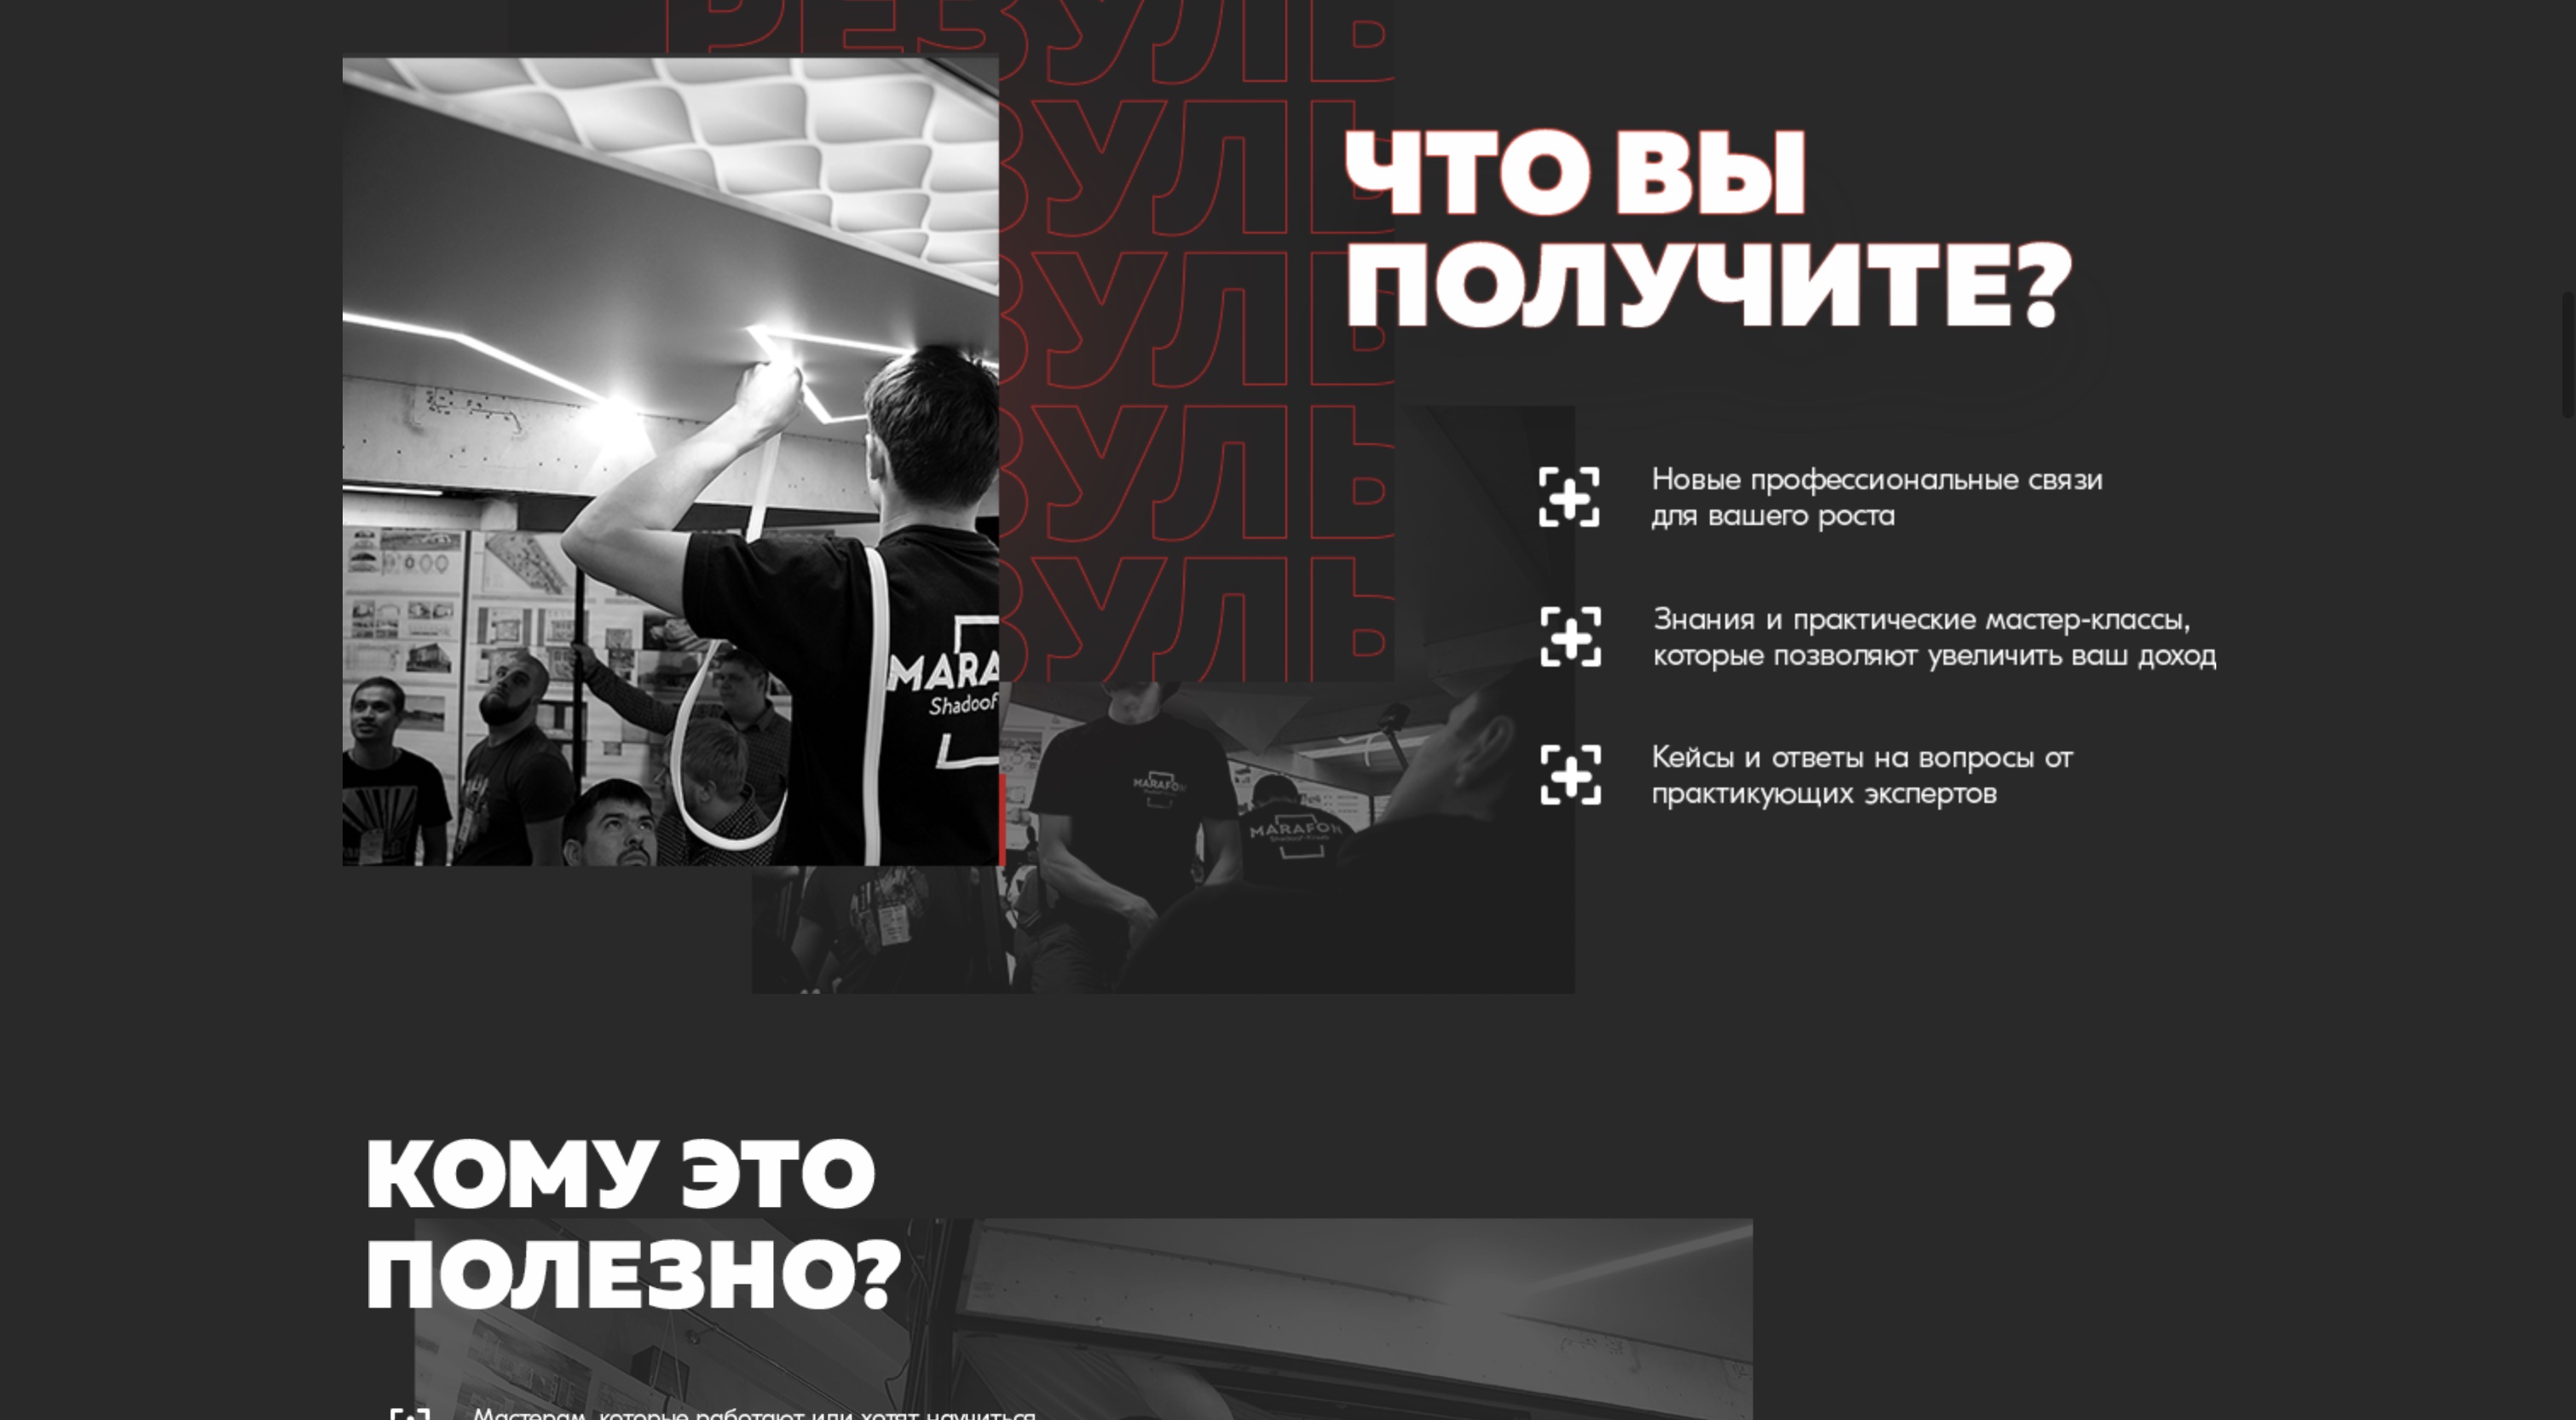 РЕЗУЛЬ
ЗУЛЬ
ЗУЛЬ
ЗУЛЬ
ЗУЛЬ
ЧТО ВЫ
ПОЛУЧИТЕ?
Новые профессиональные связи
для вашего роста
Знания и практические мастер-классы,
которые позволяют увеличить ваш доход
Кейсы и ответы на вопросы от
практикующих экспертов
MARA
Shadoof
MARAFON
MARAFON
КОМУ ЭТО
ПОЛЕЗНО?
Мастерам, которые работают или хотят научиться